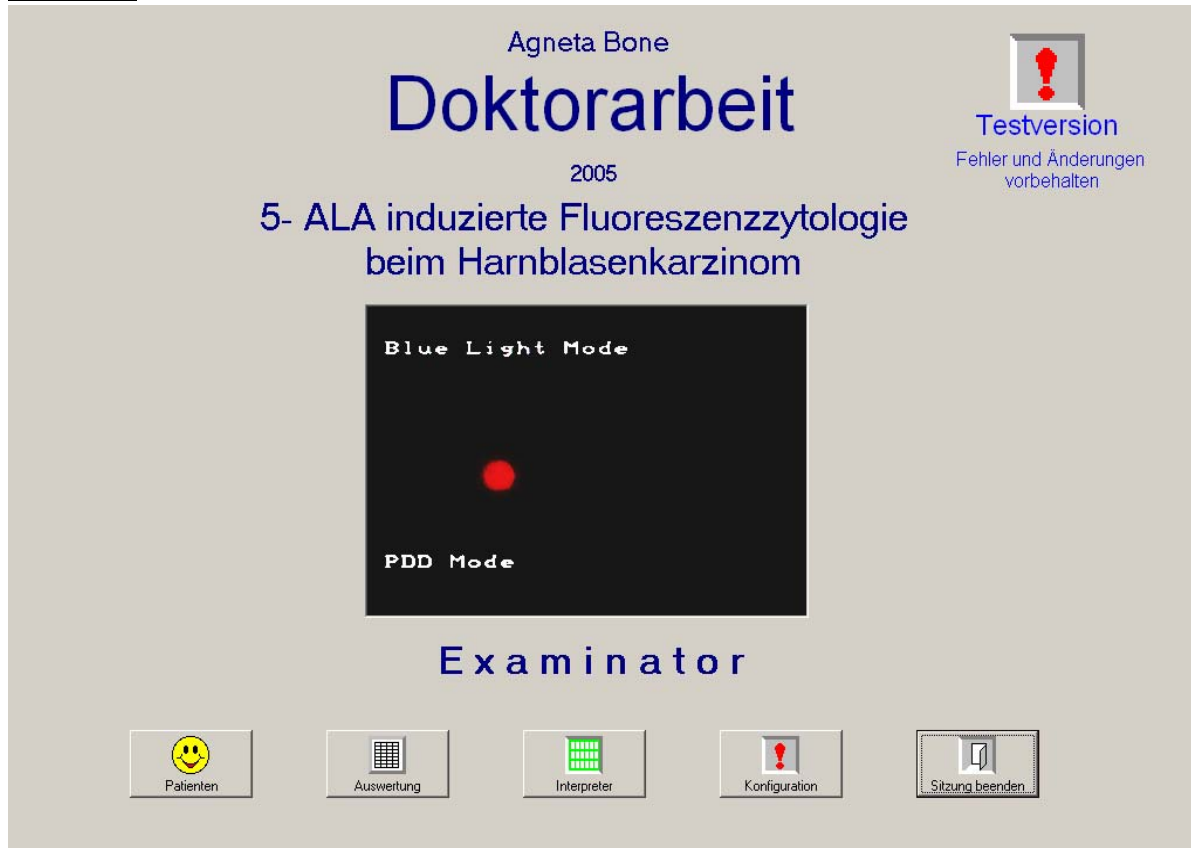 Agneta Bone
Doktorarbeit
2005
5- ALA induzierte Fluoreszenzzytologie
beim Harnblasenkarzinom
Testversion
Fehler und Änderungen
vorbehalten
Blue Light Mode
PDD Mode
Examinator
Patienten
Auswertung
Interpreter
Konfiguration
Sitzung beenden